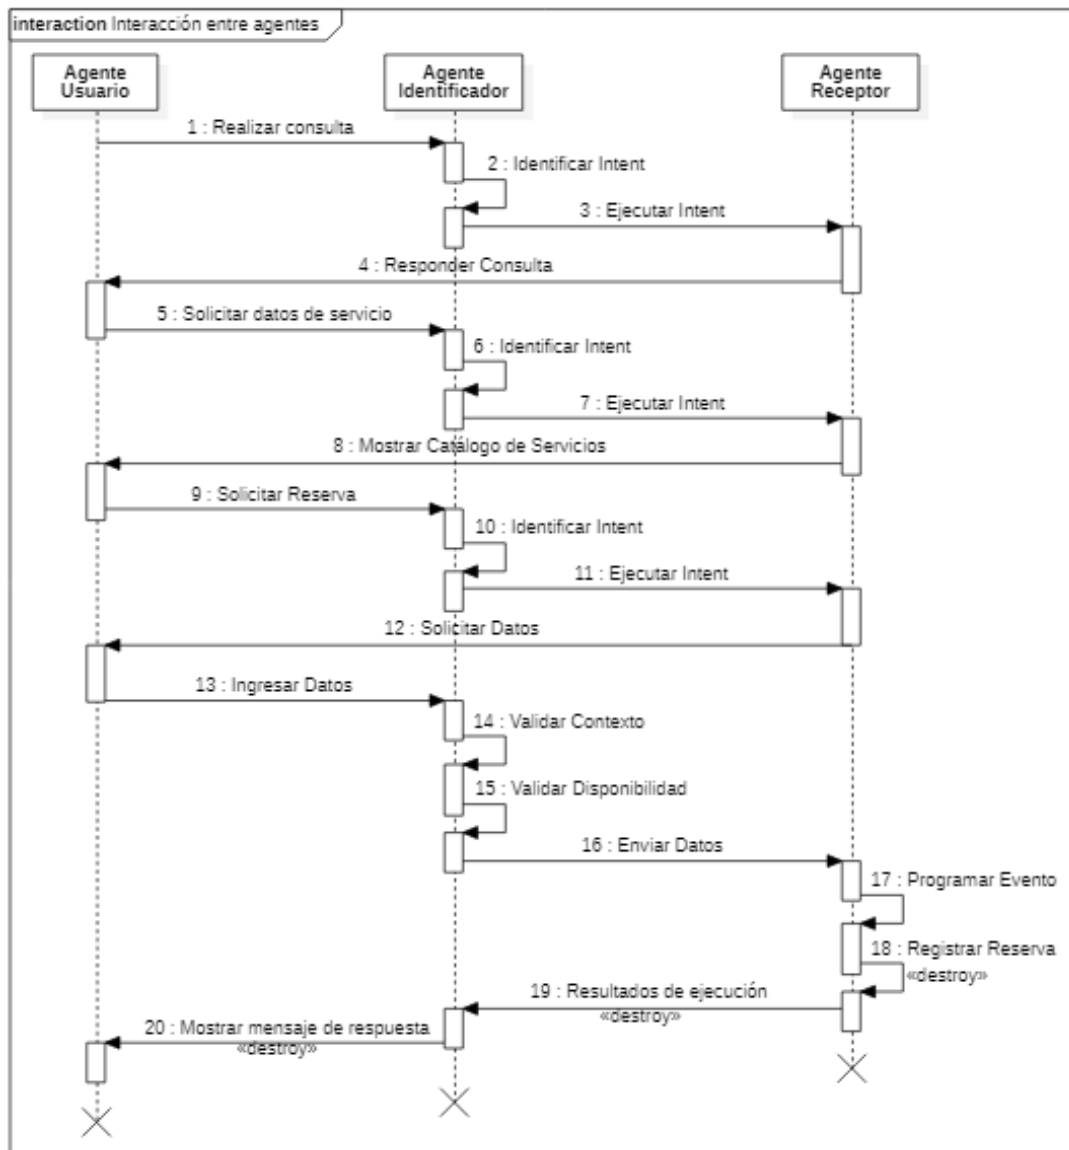 interaction Interacción entre agentes
Agente
Usuario
Agente
Identificador
Agente
Receptor
1 : Realizar consulta
2 : Identificar Intent
3 : Ejecutar Intent
4 : Responder Consulta
5 : Solicitar datos de servicio
6 : Identificar Intent
7 : Ejecutar Intent
8 : Mostrar Catálogo de Servicios
9 : Solicitar Reserva
10 : Identificar Intent
11 : Ejecutar Intent
12 : Solicitar Datos
13 : Ingresar Datos
14 : Validar Contexto
15 : Validar Disponibilidad
16 : Enviar Datos
17 : Programar Evento
18 : Registrar Reserva
«destroy»
19 : Resultados de ejecución
«destroy»
20 : Mostrar mensaje de respuesta
«destroy»